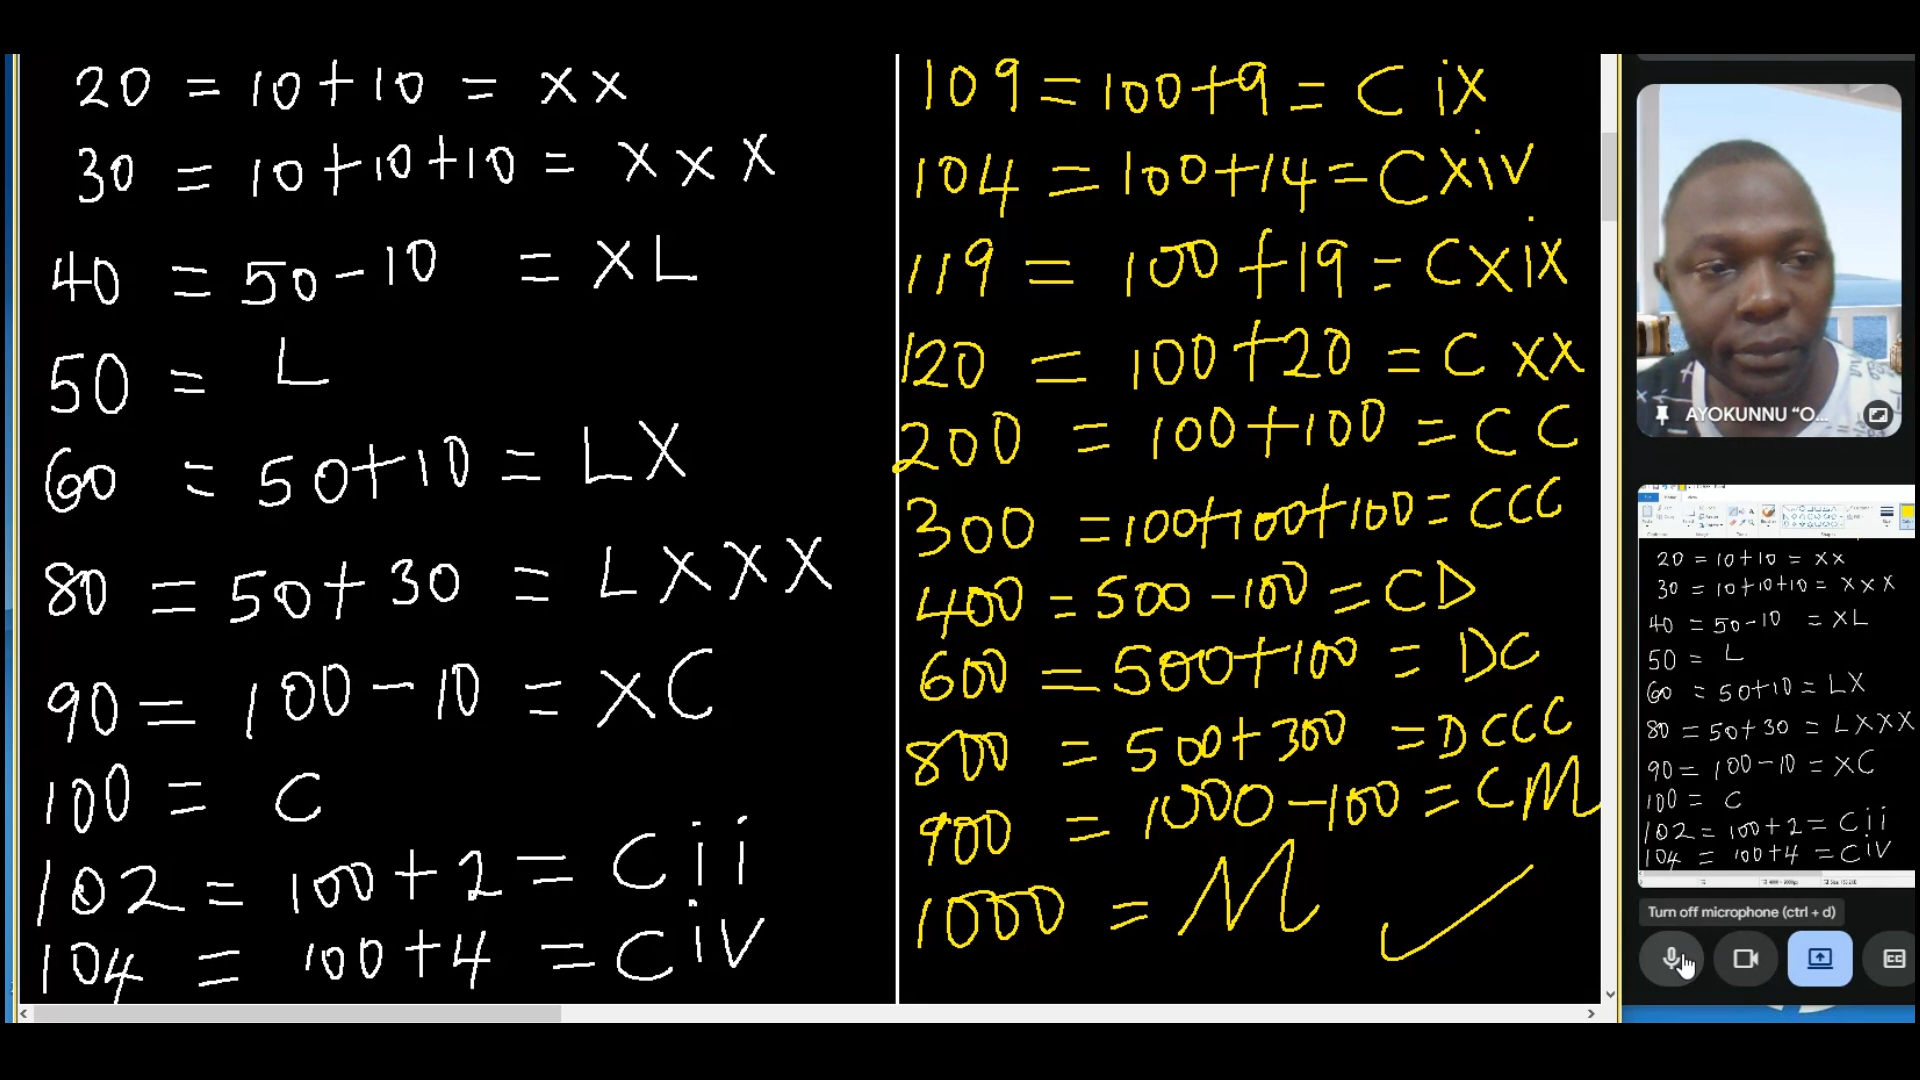 20 = 10 + 10 = xx
30 = 10 + 10 + 10 = x x x
40 = 50 - 10 = XL
50 = L
60 = 50 + 10 = LX
80 = 50 + 30 = LXXX
90 = 100 - 10 = XC
100 = C
102 = 100 + 2 = Cii
104 = 100 + 4 = CiV
109 = 100 + 9 = C iX
104 = 100 + 14 = CXiV
119 = 100 + 19 = CXiX
120 = 100 + 20 = C XX
200 = 100 + 100 = C C
300 = 100 + 100 + 100 = CCC
400 = 500 - 100 = CD
600 = 500 + 100 = DC
800 = 500 + 300 = DCCC
900 = 1000 - 100 = CM
1000 = M
AYOKUNNU “O...
20 = 10 + 10 = xx
30 = 10 + 10 + 10 = x x x
40 = 50 - 10 = XL
50 = L
60 = 50 + 10 = LX
80 = 50 + 30 = LXXX
90 = 100 - 10 = XC
100 = C
102 = 100 + 2 = Cii
104 = 100 + 4 = CiV
Turn off microphone (ctrl + d)
CC